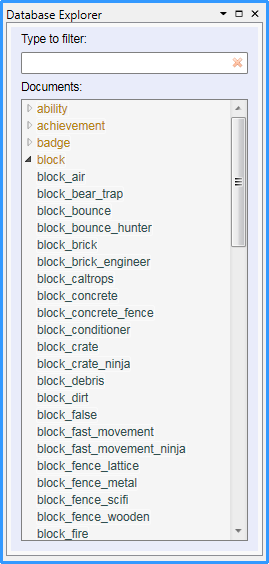 Database Explorer
Type to filter:
Documents:
ability
achievement
badge
block
block_air
block_bear_trap
block_bounce
block_bounce_hunter
block_brick
block_brick_engineer
block_caltrops
block_concrete
block_concrete_fence
block_conditioner
block_crate
block_crate_ninja
block_debris
block_dirt
block_false
block_fast_movement
block_fast_movement_ninja
block_fence_lattice
block_fence_metal
block_fence_scifi
block_fence_wooden
block_fire